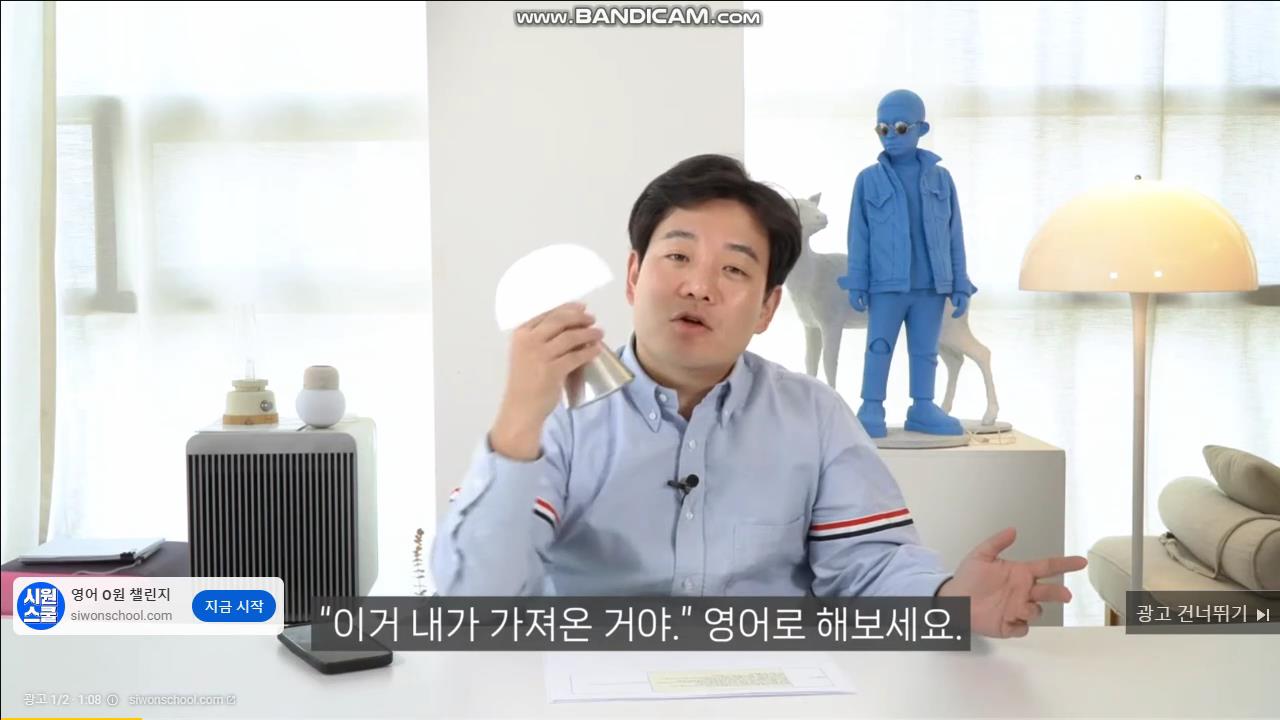 www.BANDICAM.com
시원
스쿨
영어 0원 챌린지
siwonschool.com
지금 시작
"이거 내가 가져온 거야." 영어로 해보세요.
광고 건너뛰기
광고 1/2 · 1:08
siwonschool.com